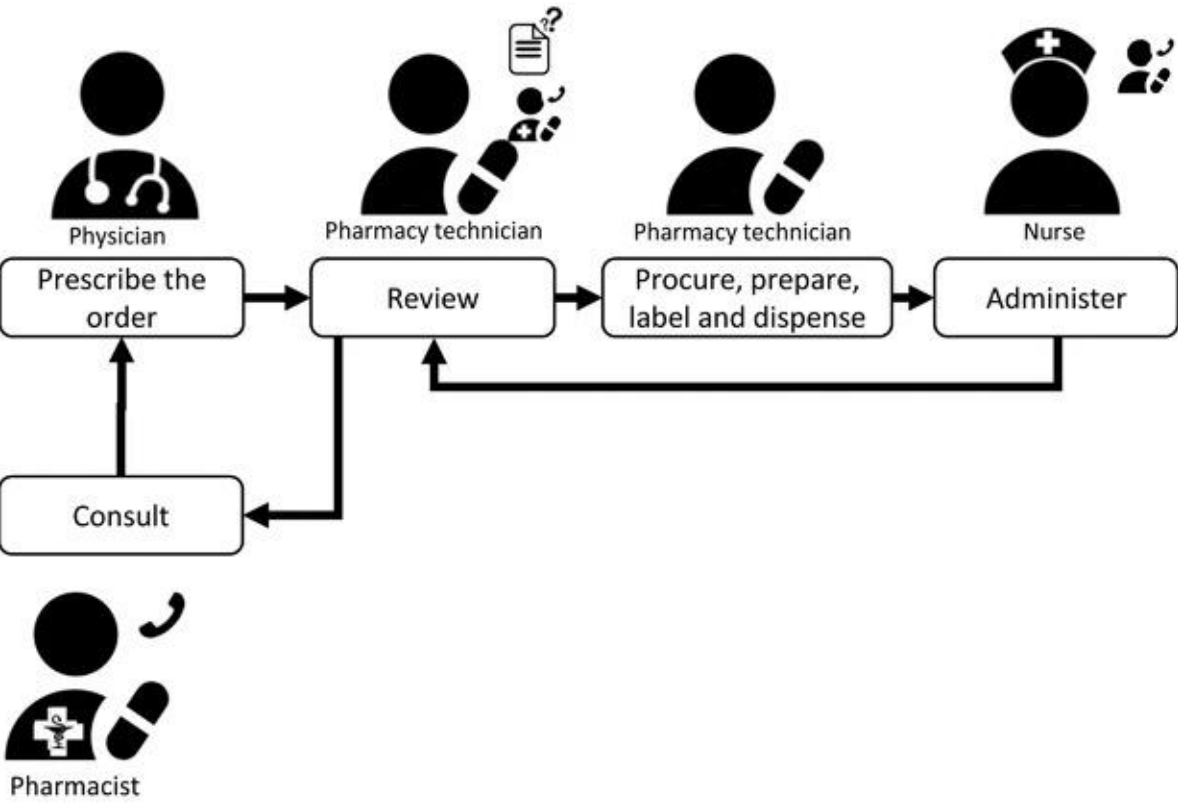 Physician
Prescribe the
order
Pharmacy technician
Review
Pharmacy technician
Procure, prepare,
label and dispense
Nurse
Administer
Consult
Pharmacist
??